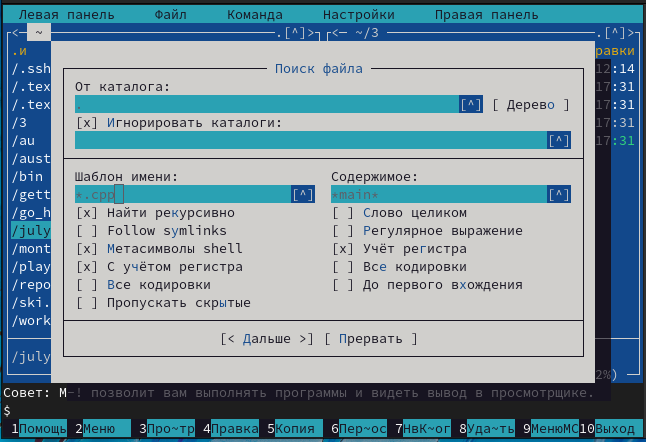 Левая панель Файл Команда Настройки Правая панель
~ .[^]> <─ ~/3 .[^]>
.и равки
/.ssh 12:14
/.tex 17:31
/.tex 17:31
/3 17:31
/au 17:31
/aust
/bin
/gett
/go_h
/july
/mont
/play
/repo
/ski.
/work
/july
2%)
Поиск файла
От каталога:
. [^] [ Дерево ]
[x] Игнорировать каталоги:
[^]
Шаблон имени:
*.cpp [^]
[x] Найти рекурсивно
[ ] Follow symlinks
[x] Метасимволы shell
[x] С учётом регистра
[ ] Все кодировки
[ ] Пропускать скрытые
Содержимое:
*main* [^]
[ ] Слово целиком
[ ] Регулярное выражение
[x] Учёт регистра
[ ] Все кодировки
[ ] До первого вхождения
[< Дальше >] [ Прервать ]
Совет: M-! позволит вам выполнять программы и видеть вывод в просмотрщике.
$
1Помощь 2Меню 3Про~тр 4Правка 5Копия 6Пер~ос 7НвК~ог 8Уда~ть 9МенюMC 10Выход